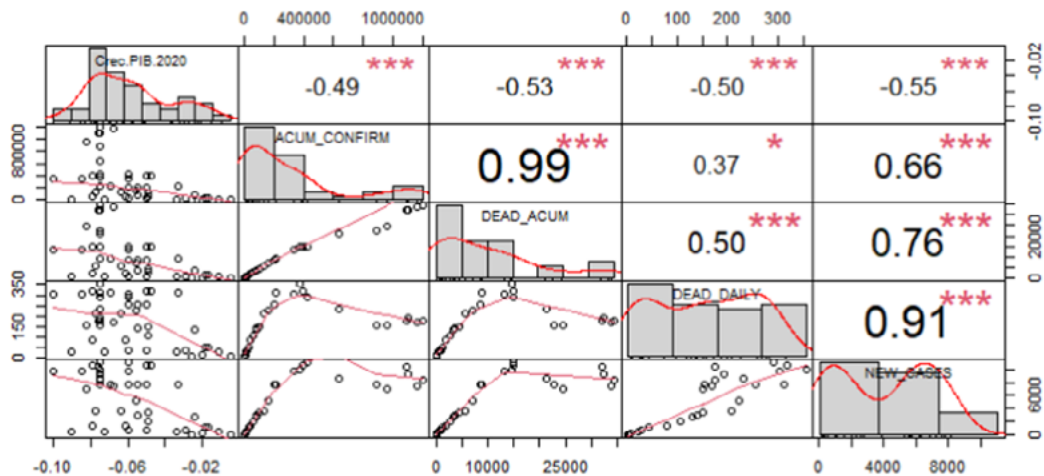 0 400000 1000000 0 100 200 300
Crec.PIB.2020 -0.49 *** -0.53 *** -0.50 *** -0.55 *** -0.10 -0.02
0 800000 ACUM_CONFIRM 0.99 *** 0.37 * 0.66 ***
DEAD_ACUM 0.50 *** 0.76 *** 0 20000
0 150 350 DEAD_DAILY 0.91 ***
NEW_CASES 0 6000
-0.10 -0.06 -0.02 0 10000 25000 0 4000 8000